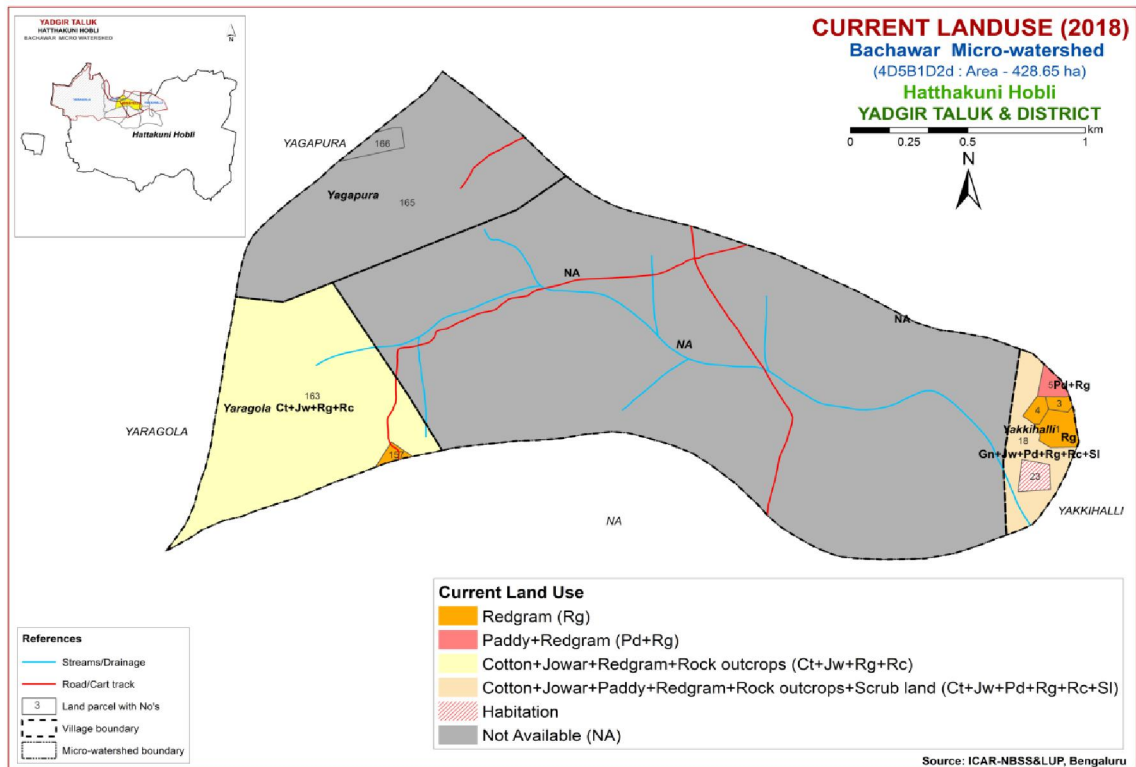 YADGIR TALUK
HATTHAKUNI HOBLI
BACHAWAR MICRO WATERSHED
N
Hattakuni Hobli
CURRENT LANDUSE (2018)
Bachawar Micro-watershed
(4D5B1D2d : Area - 428.65 ha)
Hatthakuni Hobli
YADGIR TALUK & DISTRICT
km
0 0.25 0.5 1
N
YAGAPURA
166
Yagapura
165
NA
NA
NA
163
Yaragola Ct+Jw+Rg+Rc
YARAGOLA
157
NA
5 Pd+Rg
3
4
Yakkihalli 1
Rg
18
Gn+Jw+Pd+Rg+Rc+Sl
23
YAKKIHALLI
Current Land Use
Redgram (Rg)
Paddy+Redgram (Pd+Rg)
Cotton+Jowar+Redgram+Rock outcrops (Ct+Jw+Rg+Rc)
Cotton+Jowar+Paddy+Redgram+Rock outcrops+Scrub land (Ct+Jw+Pd+Rg+Rc+Sl)
Habitation
Not Available (NA)
References
Streams/Drainage
Road/Cart track
3 Land parcel with No's
Village boundary
Micro-watershed boundary
Source: ICAR-NBSS&LUP, Bengaluru